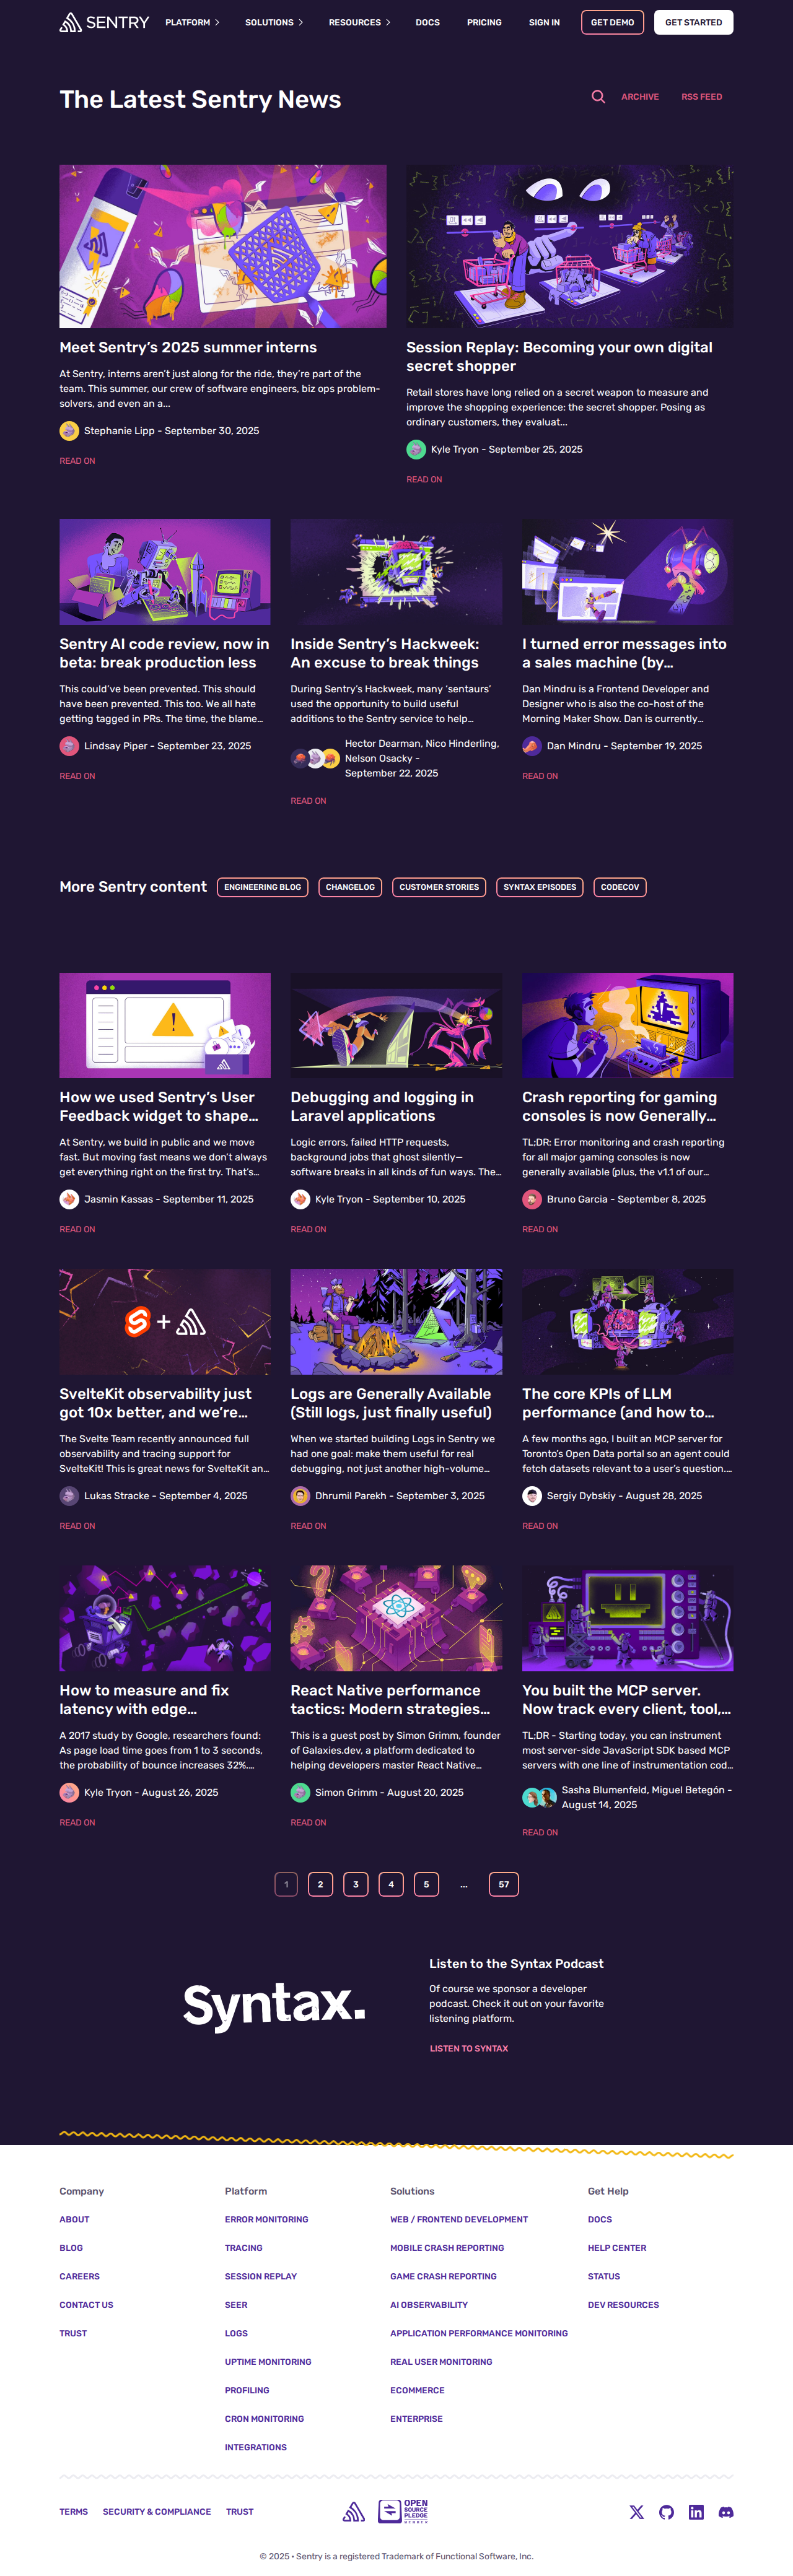 SENTRY
PLATFORM
SOLUTIONS
RESOURCES
DOCS
PRICING
SIGN IN
GET DEMO
GET STARTED
The Latest Sentry News
ARCHIVE
RSS FEED
Meet Sentry’s 2025 summer interns
At Sentry, interns aren’t just along for the ride, they’re part of the
team. This summer, our crew of software engineers, biz ops problem-
solvers, and even an a...
Stephanie Lipp - September 30, 2025
READ ON
Session Replay: Becoming your own digital
secret shopper
Retail stores have long relied on a secret weapon to measure and
improve the shopping experience: the secret shopper. Posing as
ordinary customers, they evaluat...
Kyle Tryon - September 25, 2025
READ ON
Sentry AI code review, now in
beta: break production less
This could’ve been prevented. This should
have been prevented. This too. We all hate
getting tagged in PRs. The time, the blame…
Lindsay Piper - September 23, 2025
READ ON
Inside Sentry’s Hackweek:
An excuse to break things
During Sentry’s Hackweek, many ‘sentaurs’
used the opportunity to build useful
additions to the Sentry service to help…
Hector Dearman, Nico Hinderling,
Nelson Osacky -
September 22, 2025
READ ON
I turned error messages into
a sales machine (by…
Dan Mindru is a Frontend Developer and
Designer who is also the co-host of the
Morning Maker Show. Dan is currently…
Dan Mindru - September 19, 2025
READ ON
More Sentry content
ENGINEERING BLOG
CHANGELOG
CUSTOMER STORIES
SYNTAX EPISODES
CODECOV
How we used Sentry’s User
Feedback widget to shape…
At Sentry, we build in public and we move
fast. But moving fast means we don’t always
get everything right on the first try. That’s…
Jasmin Kassas - September 11, 2025
READ ON
Debugging and logging in
Laravel applications
Logic errors, failed HTTP requests,
background jobs that ghost silently—
software breaks in all kinds of fun ways. The…
Kyle Tryon - September 10, 2025
READ ON
Crash reporting for gaming
consoles is now Generally…
TL;DR: Error monitoring and crash reporting
for all major gaming consoles is now
generally available (plus, the v1.1 of our…
Bruno Garcia - September 8, 2025
READ ON
SvelteKit observability just
got 10x better, and we’re…
The Svelte Team recently announced full
observability and tracing support for
SvelteKit! This is great news for SvelteKit an…
Lukas Stracke - September 4, 2025
READ ON
Logs are Generally Available
(Still logs, just finally useful)
When we started building Logs in Sentry we
had one goal: make them useful for real
debugging, not just another high-volume…
Dhrumil Parekh - September 3, 2025
READ ON
The core KPIs of LLM
performance (and how to…
A few months ago, I built an MCP server for
Toronto’s Open Data portal so an agent could
fetch datasets relevant to a user’s question.…
Sergiy Dybskiy - August 28, 2025
READ ON
How to measure and fix
latency with edge…
A 2017 study by Google, researchers found:
As page load time goes from 1 to 3 seconds,
the probability of bounce increases 32%.…
Kyle Tryon - August 26, 2025
READ ON
React Native performance
tactics: Modern strategies…
This is a guest post by Simon Grimm, founder
of Galaxies.dev, a platform dedicated to
helping developers master React Native…
Simon Grimm - August 20, 2025
READ ON
You built the MCP server.
Now track every client, tool,…
TL;DR - Starting today, you can instrument
most server-side JavaScript SDK based MCP
servers with one line of instrumentation cod…
Sasha Blumenfeld, Miguel Betegón -
August 14, 2025
READ ON
1
2
3
4
5
...
57
Syntax.
Listen to the Syntax Podcast
Of course we sponsor a developer
podcast. Check it out on your favorite
listening platform.
LISTEN TO SYNTAX
Company
ABOUT
BLOG
CAREERS
CONTACT US
TRUST
Platform
ERROR MONITORING
TRACING
SESSION REPLAY
SEER
LOGS
UPTIME MONITORING
PROFILING
CRON MONITORING
INTEGRATIONS
Solutions
WEB / FRONTEND DEVELOPMENT
MOBILE CRASH REPORTING
GAME CRASH REPORTING
AI OBSERVABILITY
APPLICATION PERFORMANCE MONITORING
REAL USER MONITORING
ECOMMERCE
ENTERPRISE
Get Help
DOCS
HELP CENTER
STATUS
DEV RESOURCES
TERMS
SECURITY & COMPLIANCE
TRUST
OPEN
SOURCE
PLEDGE
MEMBER
© 2025 • Sentry is a registered Trademark of Functional Software, Inc.